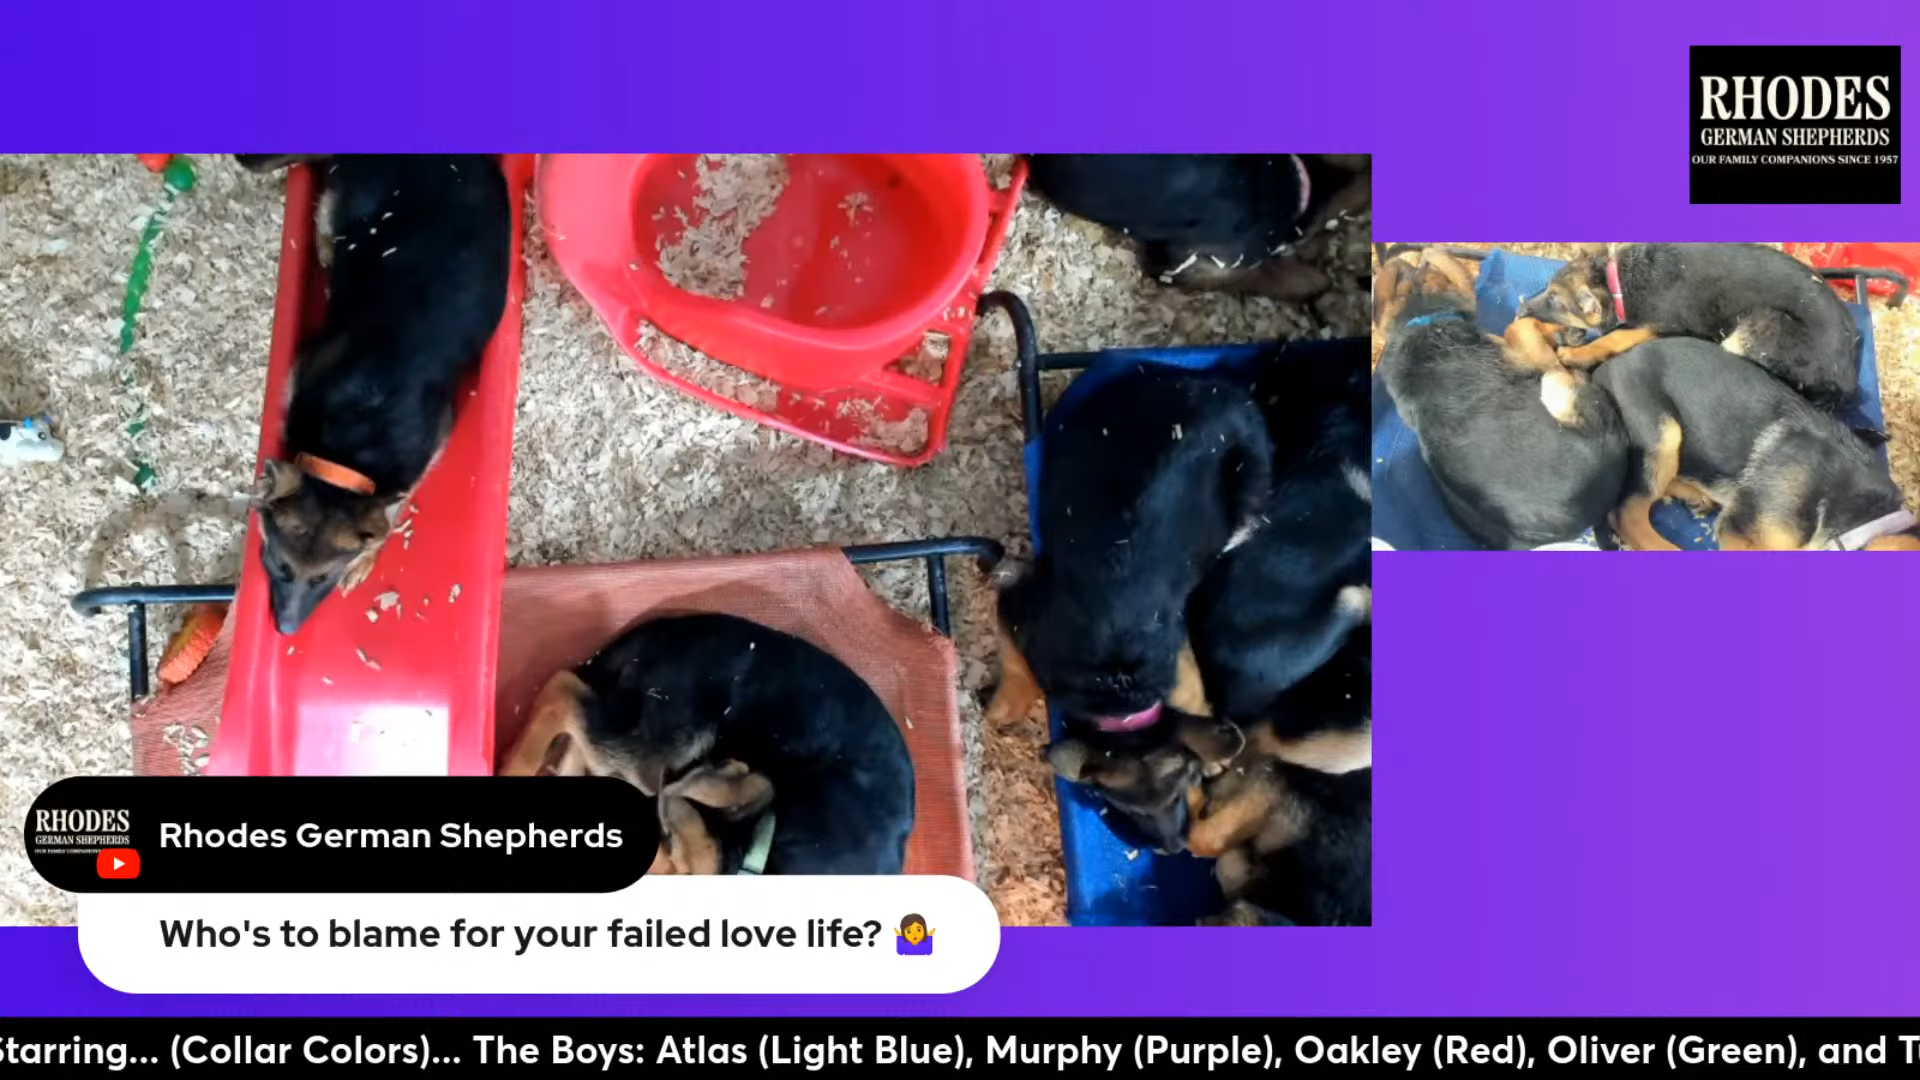 RHODES
GERMAN SHEPHERDS
OUR FAMILY COMPANIONS SINCE 1957
RHODES
GERMAN SHEPHERDS
Rhodes German Shepherds
Who's to blame for your failed love life? 🤷‍♀️
Starring... (Collar Colors)... The Boys: Atlas (Light Blue), Murphy (Purple), Oakley (Red), Oliver (Green), and